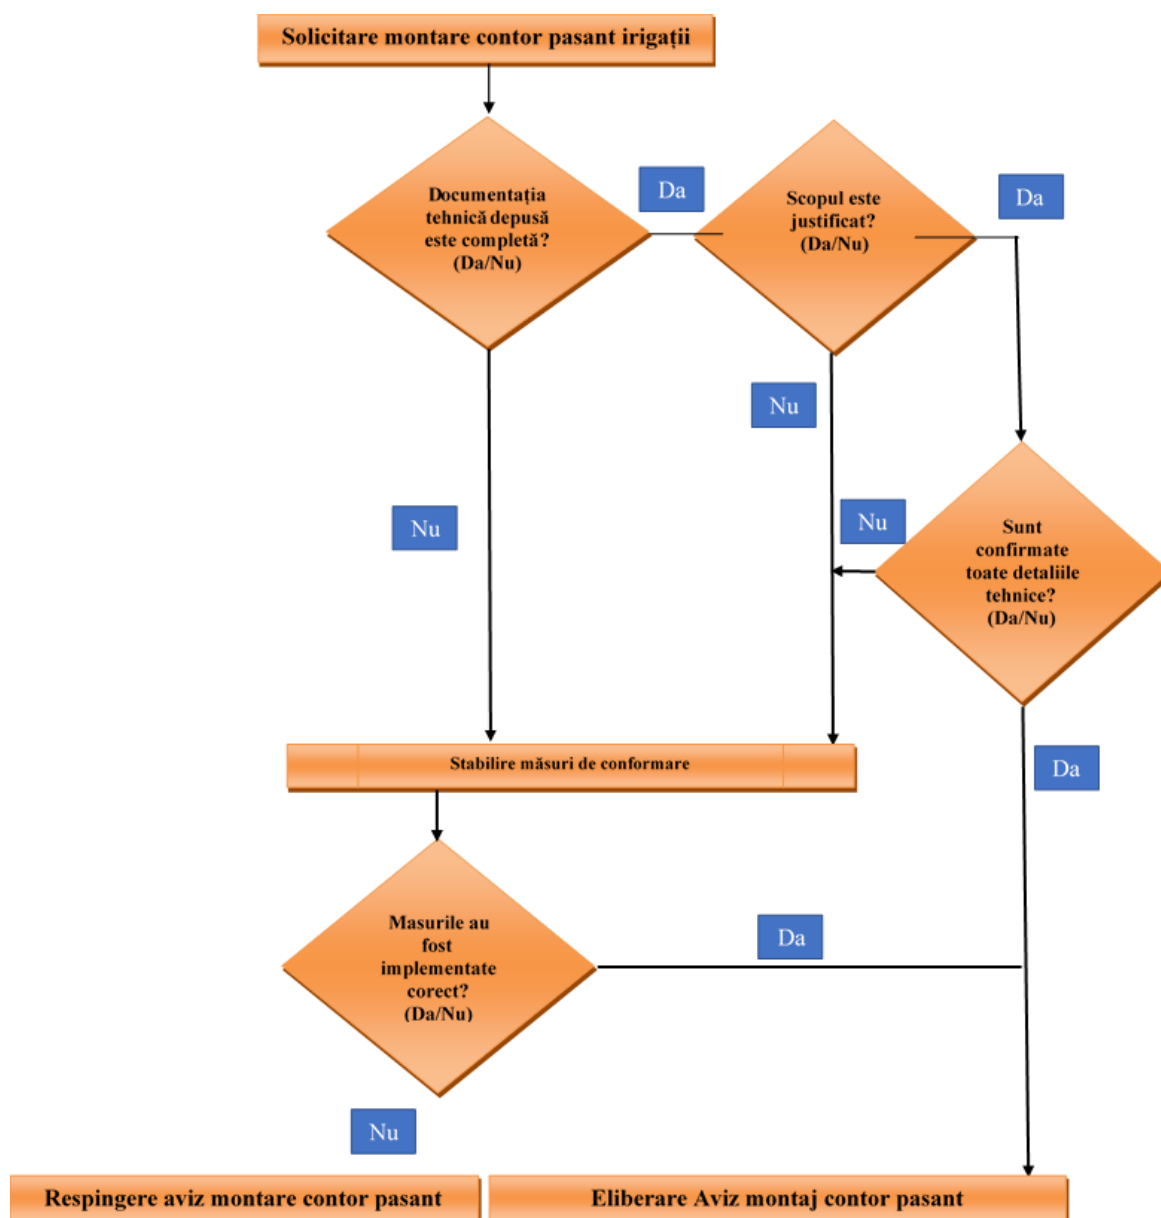 Solicitare montare contor pasant irigații
Documentația
tehnică depusă
este completă?
(Da/Nu)
Da
Scopul este
justificat?
(Da/Nu)
Da
Nu
Nu
Nu
Sunt
confirmate
toate detaliile
tehnice?
(Da/Nu)
Stabilire măsuri de conformare
Da
Masurile au
fost
implementate
corect?
(Da/Nu)
Da
Nu
Respingere aviz montare contor pasant
Eliberare Aviz montaj contor pasant